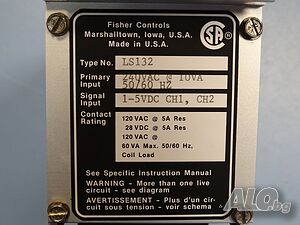 Fisher Controls
Marshalltown, Iowa, U.S.A.
Made in U.S.A.
SA
Type No. LS132
Primary Input 240VAC @ 10VA 50/60 HZ
Signal Input 1-5VDC CH1, CH2
Contact Rating
120 VAC @ 5A Res
28 VDC @ 5A Res
120 VAC @
60 VA Max. 50/60 Hz,
Coil Load
See Specific Instruction Manual
WARNING - More than one live
circuit - see diagram
AVERTISSEMENT - Plus d'un cir-
cuit sous tension - voir schema
ALO.bg